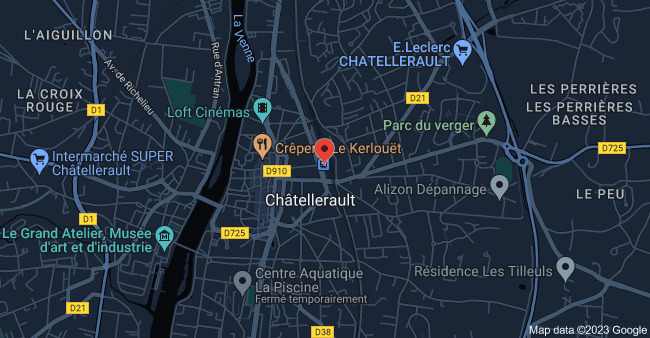 L'AIGUILLON
La Vienne
Rue d'Antran
Av. de Richelieu
E.Leclerc
CHATELLERAULT
LA CROIX
ROUGE
D1
D21
LES PERRIÈRES
LES PERRIÈRES
BASSES
Loft Cinémas
Parc du verger
Crêperie Le Kerlouët
D725
Intermarché SUPER
Châtellerault
D910
Alizon Dépannage
LE PEU
Châtellerault
D1
Le Grand Atelier, Musée
d'art et d'industrie
D725
Centre Aquatique
La Piscine
Fermé temporairement
Résidence Les Tilleuls
D21
D38
Map data ©2023 Google